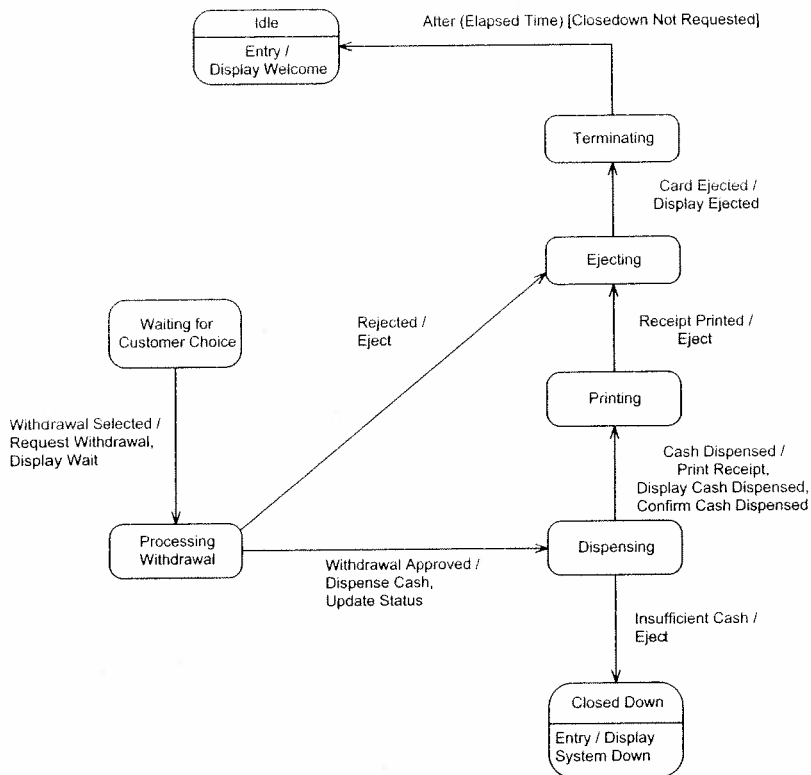 Idle
Entry /
Display Welcome
Alter (Elapsed Time) [Closedown Not Requested]
Terminating
Card Ejected /
Display Ejected
Ejecting
Waiting for
Customer Choice
Rejected /
Eject
Receipt Printed /
Eject
Printing
Withdrawal Selected /
Request Withdrawal,
Display Wait
Cash Dispensed /
Print Receipt,
Display Cash Dispensed,
Confirm Cash Dispensed
Processing
Withdrawal
Dispensing
Withdrawal Approved /
Dispense Cash,
Update Status
Insufficient Cash /
Eject
Closed Down
Entry / Display
System Down